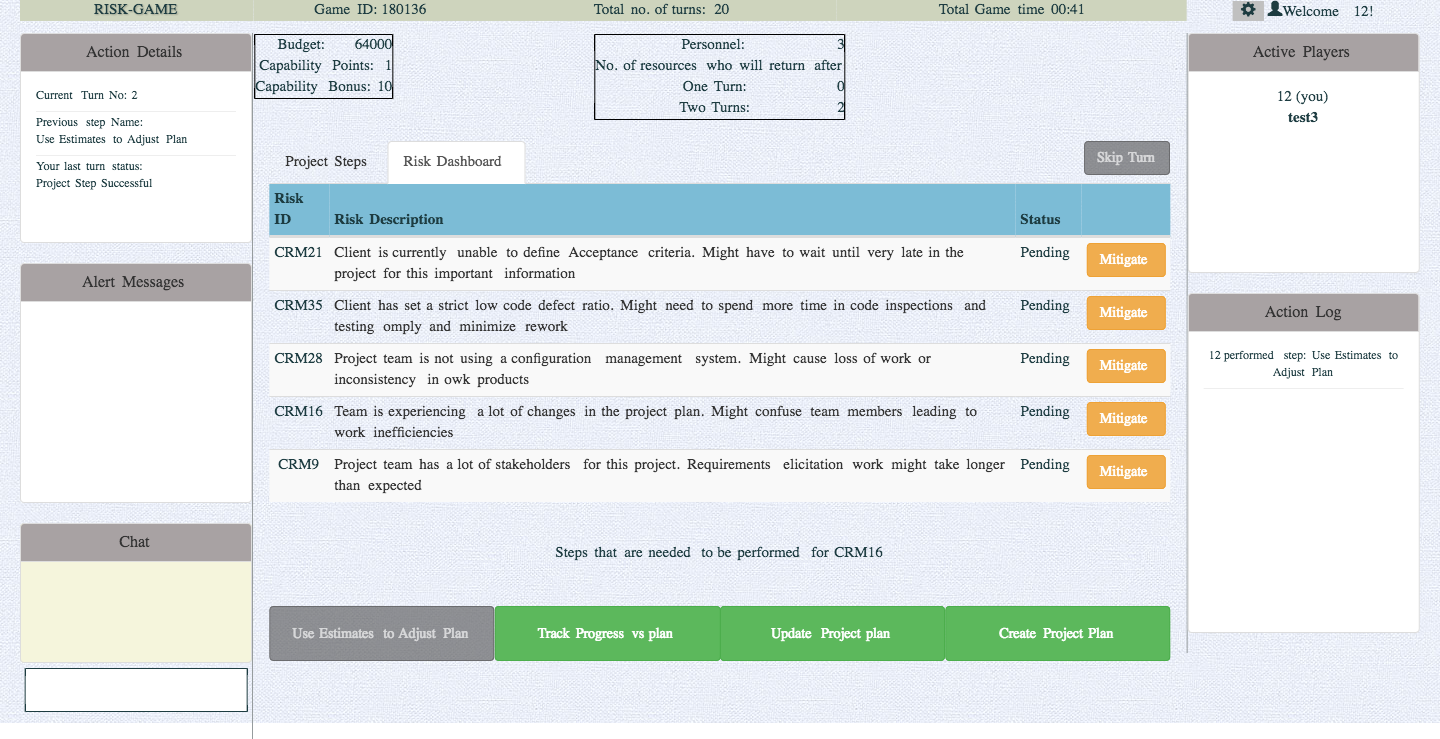 RISK-GAME
Game ID: 180136
Total no. of turns: 20
Total Game time 00:41
Welcome 12!
Action Details
Current Turn No: 2
Previous step Name:
Use Estimates to Adjust Plan
Your last turn status:
Project Step Successful
Alert Messages
Chat
Budget: 64000
Capability Points: 1
Capability Bonus: 10
Personnel: 3
No. of resources who will return after
One Turn: 0
Two Turns: 2
Project Steps
Risk Dashboard
Skip Turn
Risk
ID
Risk Description
Status
CRM21
Client is currently unable to define Acceptance criteria. Might have to wait until very late in the
project for this important information
Pending
Mitigate
CRM35
Client has set a strict low code defect ratio. Might need to spend more time in code inspections and
testing omply and minimize rework
Pending
Mitigate
CRM28
Project team is not using a configuration management system. Might cause loss of work or
inconsistency in owk products
Pending
Mitigate
CRM16
Team is experiencing a lot of changes in the project plan. Might confuse team members leading to
work inefficiencies
Pending
Mitigate
CRM9
Project team has a lot of stakeholders for this project. Requirements elicitation work might take longer
than expected
Pending
Mitigate
Steps that are needed to be performed for CRM16
Use Estimates to Adjust Plan
Track Progress vs plan
Update Project plan
Create Project Plan
Active Players
12 (you)
test3
Action Log
12 performed step: Use Estimates to
Adjust Plan